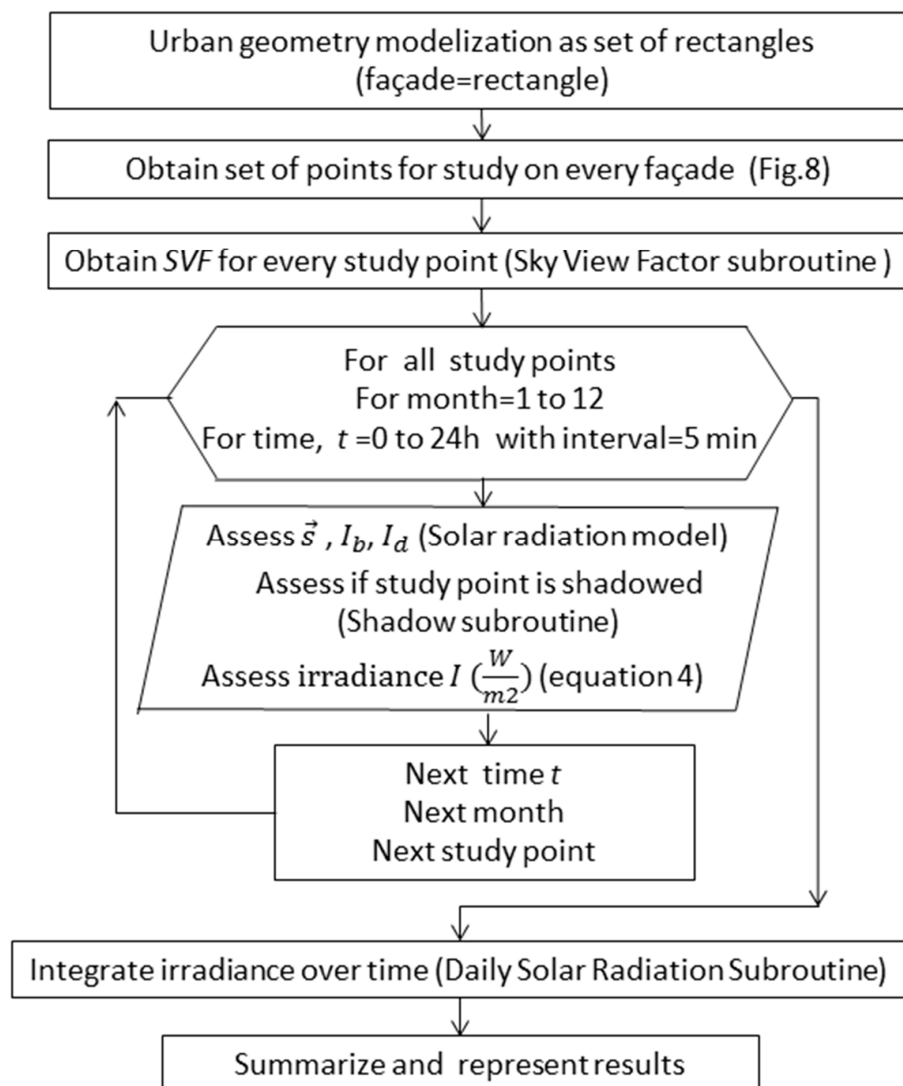 Urban geometry modelization as set of rectangles
(façade=rectangle)
Obtain set of points for study on every façade (Fig.8)
Obtain SVF for every study point (Sky View Factor subroutine )
For all study points
For month=1 to 12
For time, t =0 to 24h with interval=5 min
Assess s⃗ , I_b, I_d (Solar radiation model)
Assess if study point is shadowed
(Shadow subroutine)
Assess irradiance I (W/m2) (equation 4)
Next time t
Next month
Next study point
Integrate irradiance over time (Daily Solar Radiation Subroutine)
Summarize and represent results